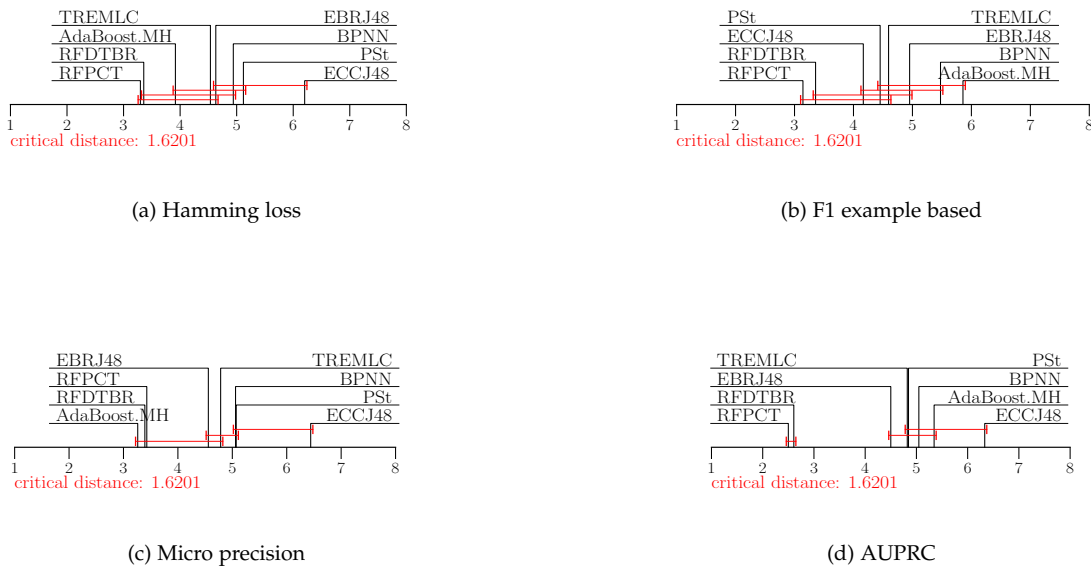 TREMLC EBRJ48
AdaBoost.MH BPNN
RFDTBR PSt
RFPCT ECCJ48
1 2 3 4 5 6 7 8
critical distance: 1.6201
(a) Hamming loss
PSt TREMLC
ECCJ48 EBRJ48
RFDTBR BPNN
RFPCT AdaBoost.MH
1 2 3 4 5 6 7 8
critical distance: 1.6201
(b) F1 example based
EBRJ48 TREMLC
RFPCT BPNN
RFDTBR PSt
AdaBoost.MH ECCJ48
1 2 3 4 5 6 7 8
critical distance: 1.6201
(c) Micro precision
TREMLC PSt
EBRJ48 BPNN
RFDTBR AdaBoost.MH
RFPCT ECCJ48
1 2 3 4 5 6 7 8
critical distance: 1.6201
(d) AUPRC